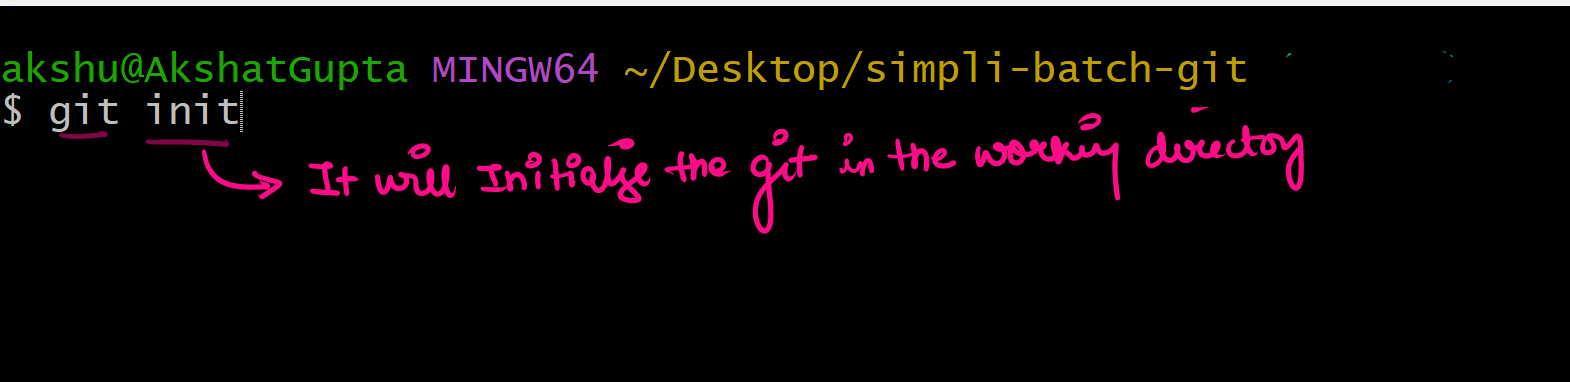 akshu@AkshatGupta MINGW64 ~/Desktop/simpli-batch-git
$ git init
It will Initialize the git in the working directory